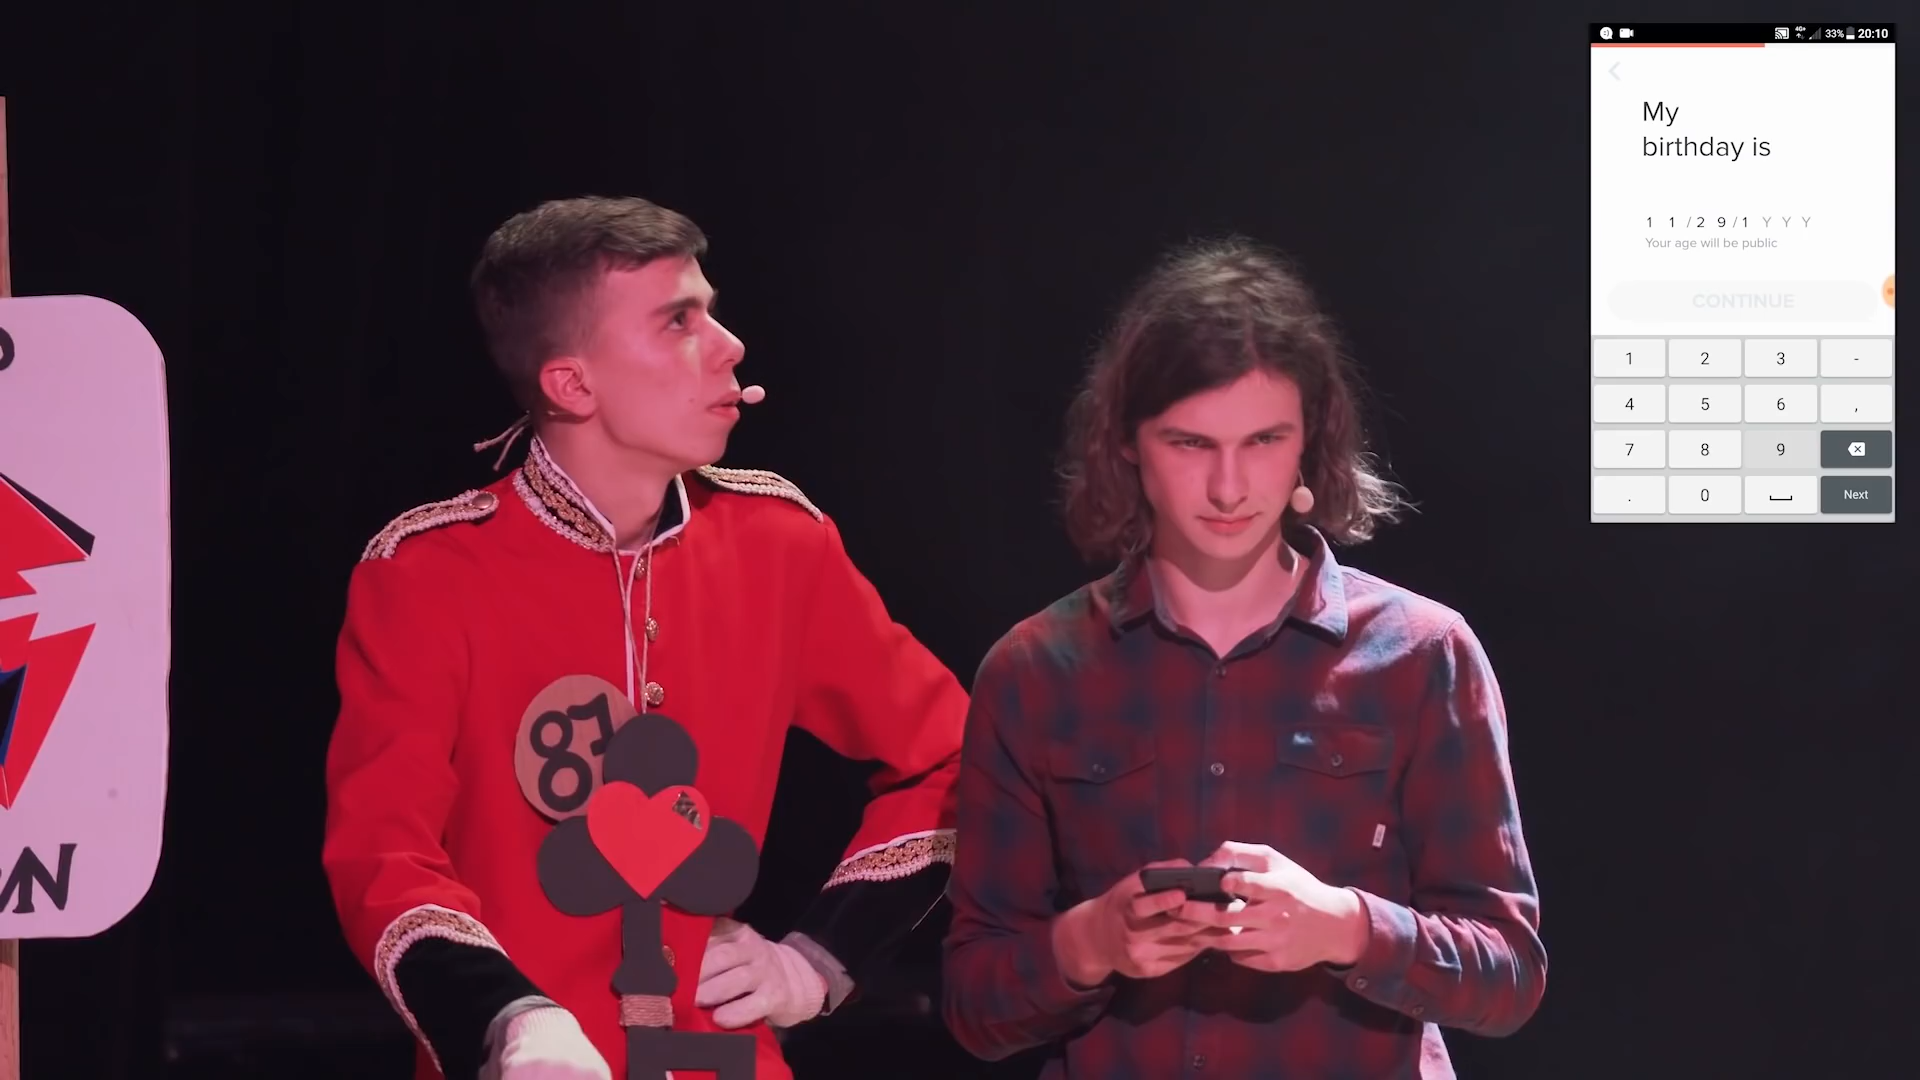 4G+ 33% 20:10
My
birthday is
1 1 / 2 9 / 1 Y Y Y
Your age will be public
CONTINUE
1 2 3 -
4 5 6 ,
7 8 9
. 0 Next
87